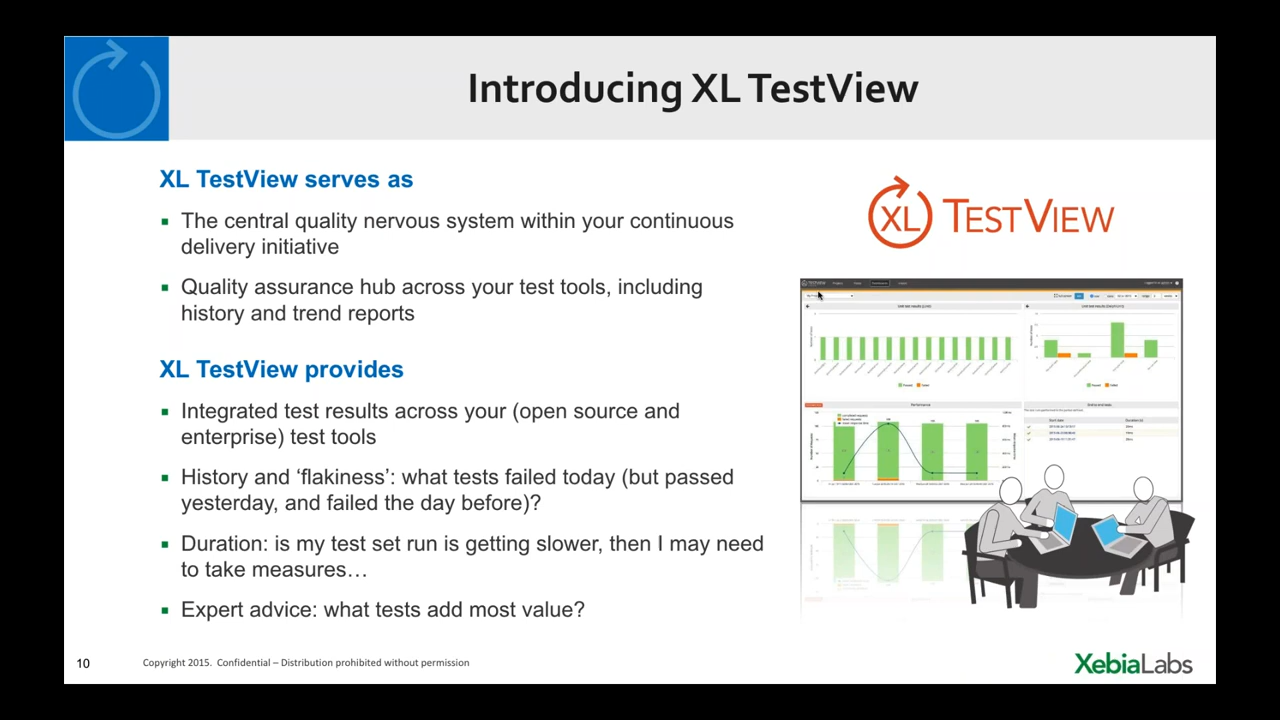 Introducing XL TestView
XL TestView serves as
▪ The central quality nervous system within your continuous
delivery initiative
▪ Quality assurance hub across your test tools, including
history and trend reports
XL TestView provides
▪ Integrated test results across your (open source and
enterprise) test tools
▪ History and ‘flakiness’: what tests failed today (but passed
yesterday, and failed the day before)?
▪ Duration: is my test set run is getting slower, then I may need
to take measures…
▪ Expert advice: what tests add most value?
XL TESTVIEW
Performance
10
Copyright 2015. Confidential – Distribution prohibited without permission
XebiaLabs